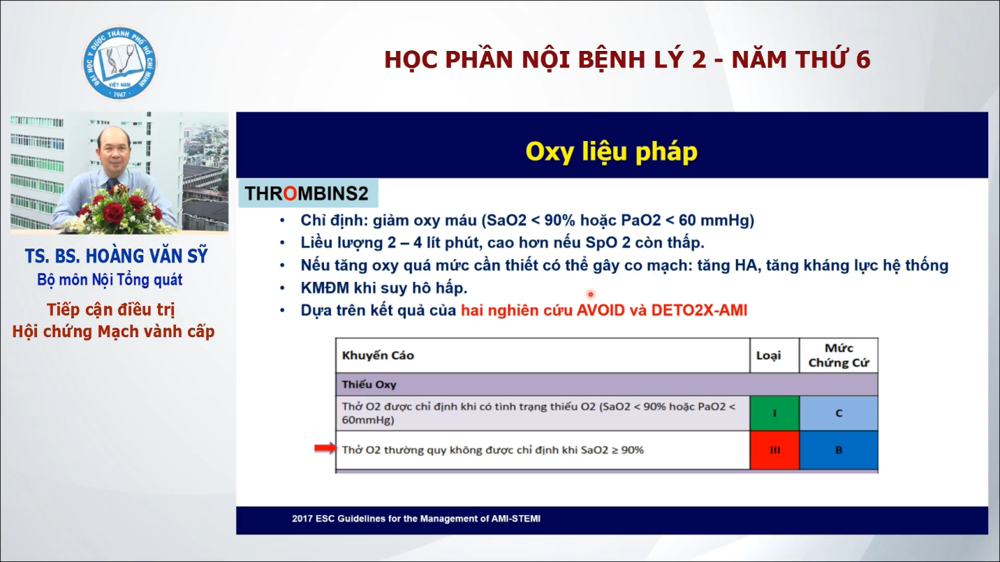 ĐẠI HỌC Y DƯỢC THÀNH PHỐ HỒ CHÍ MINH
VIỆT NAM
1947
HỌC PHẦN NỘI BỆNH LÝ 2 - NĂM THỨ 6
TS. BS. HOÀNG VĂN SỸ
Bộ môn Nội Tổng quát
Tiếp cận điều trị
Hội chứng Mạch vành cấp
Oxy liệu pháp
THROMBINS2
• Chỉ định: giảm oxy máu (SaO2 < 90% hoặc PaO2 < 60 mmHg)
• Liều lượng 2 – 4 lít phút, cao hơn nếu SpO 2 còn thấp.
• Nếu tăng oxy quá mức cần thiết có thể gây co mạch: tăng HA, tăng kháng lực hệ thống
• KMĐM khi suy hô hấp.
• Dựa trên kết quả của hai nghiên cứu AVOID và DETO2X-AMI
Khuyến Cáo Loại Mức
Chứng Cứ
Thiếu Oxy
Thở O2 được chỉ định khi có tình trạng thiếu O2 (SaO2 < 90% hoặc PaO2 <
60mmHg) I C
Thở O2 thường quy không được chỉ định khi SaO2 ≥ 90% III B
2017 ESC Guidelines for the Management of AMI-STEMI